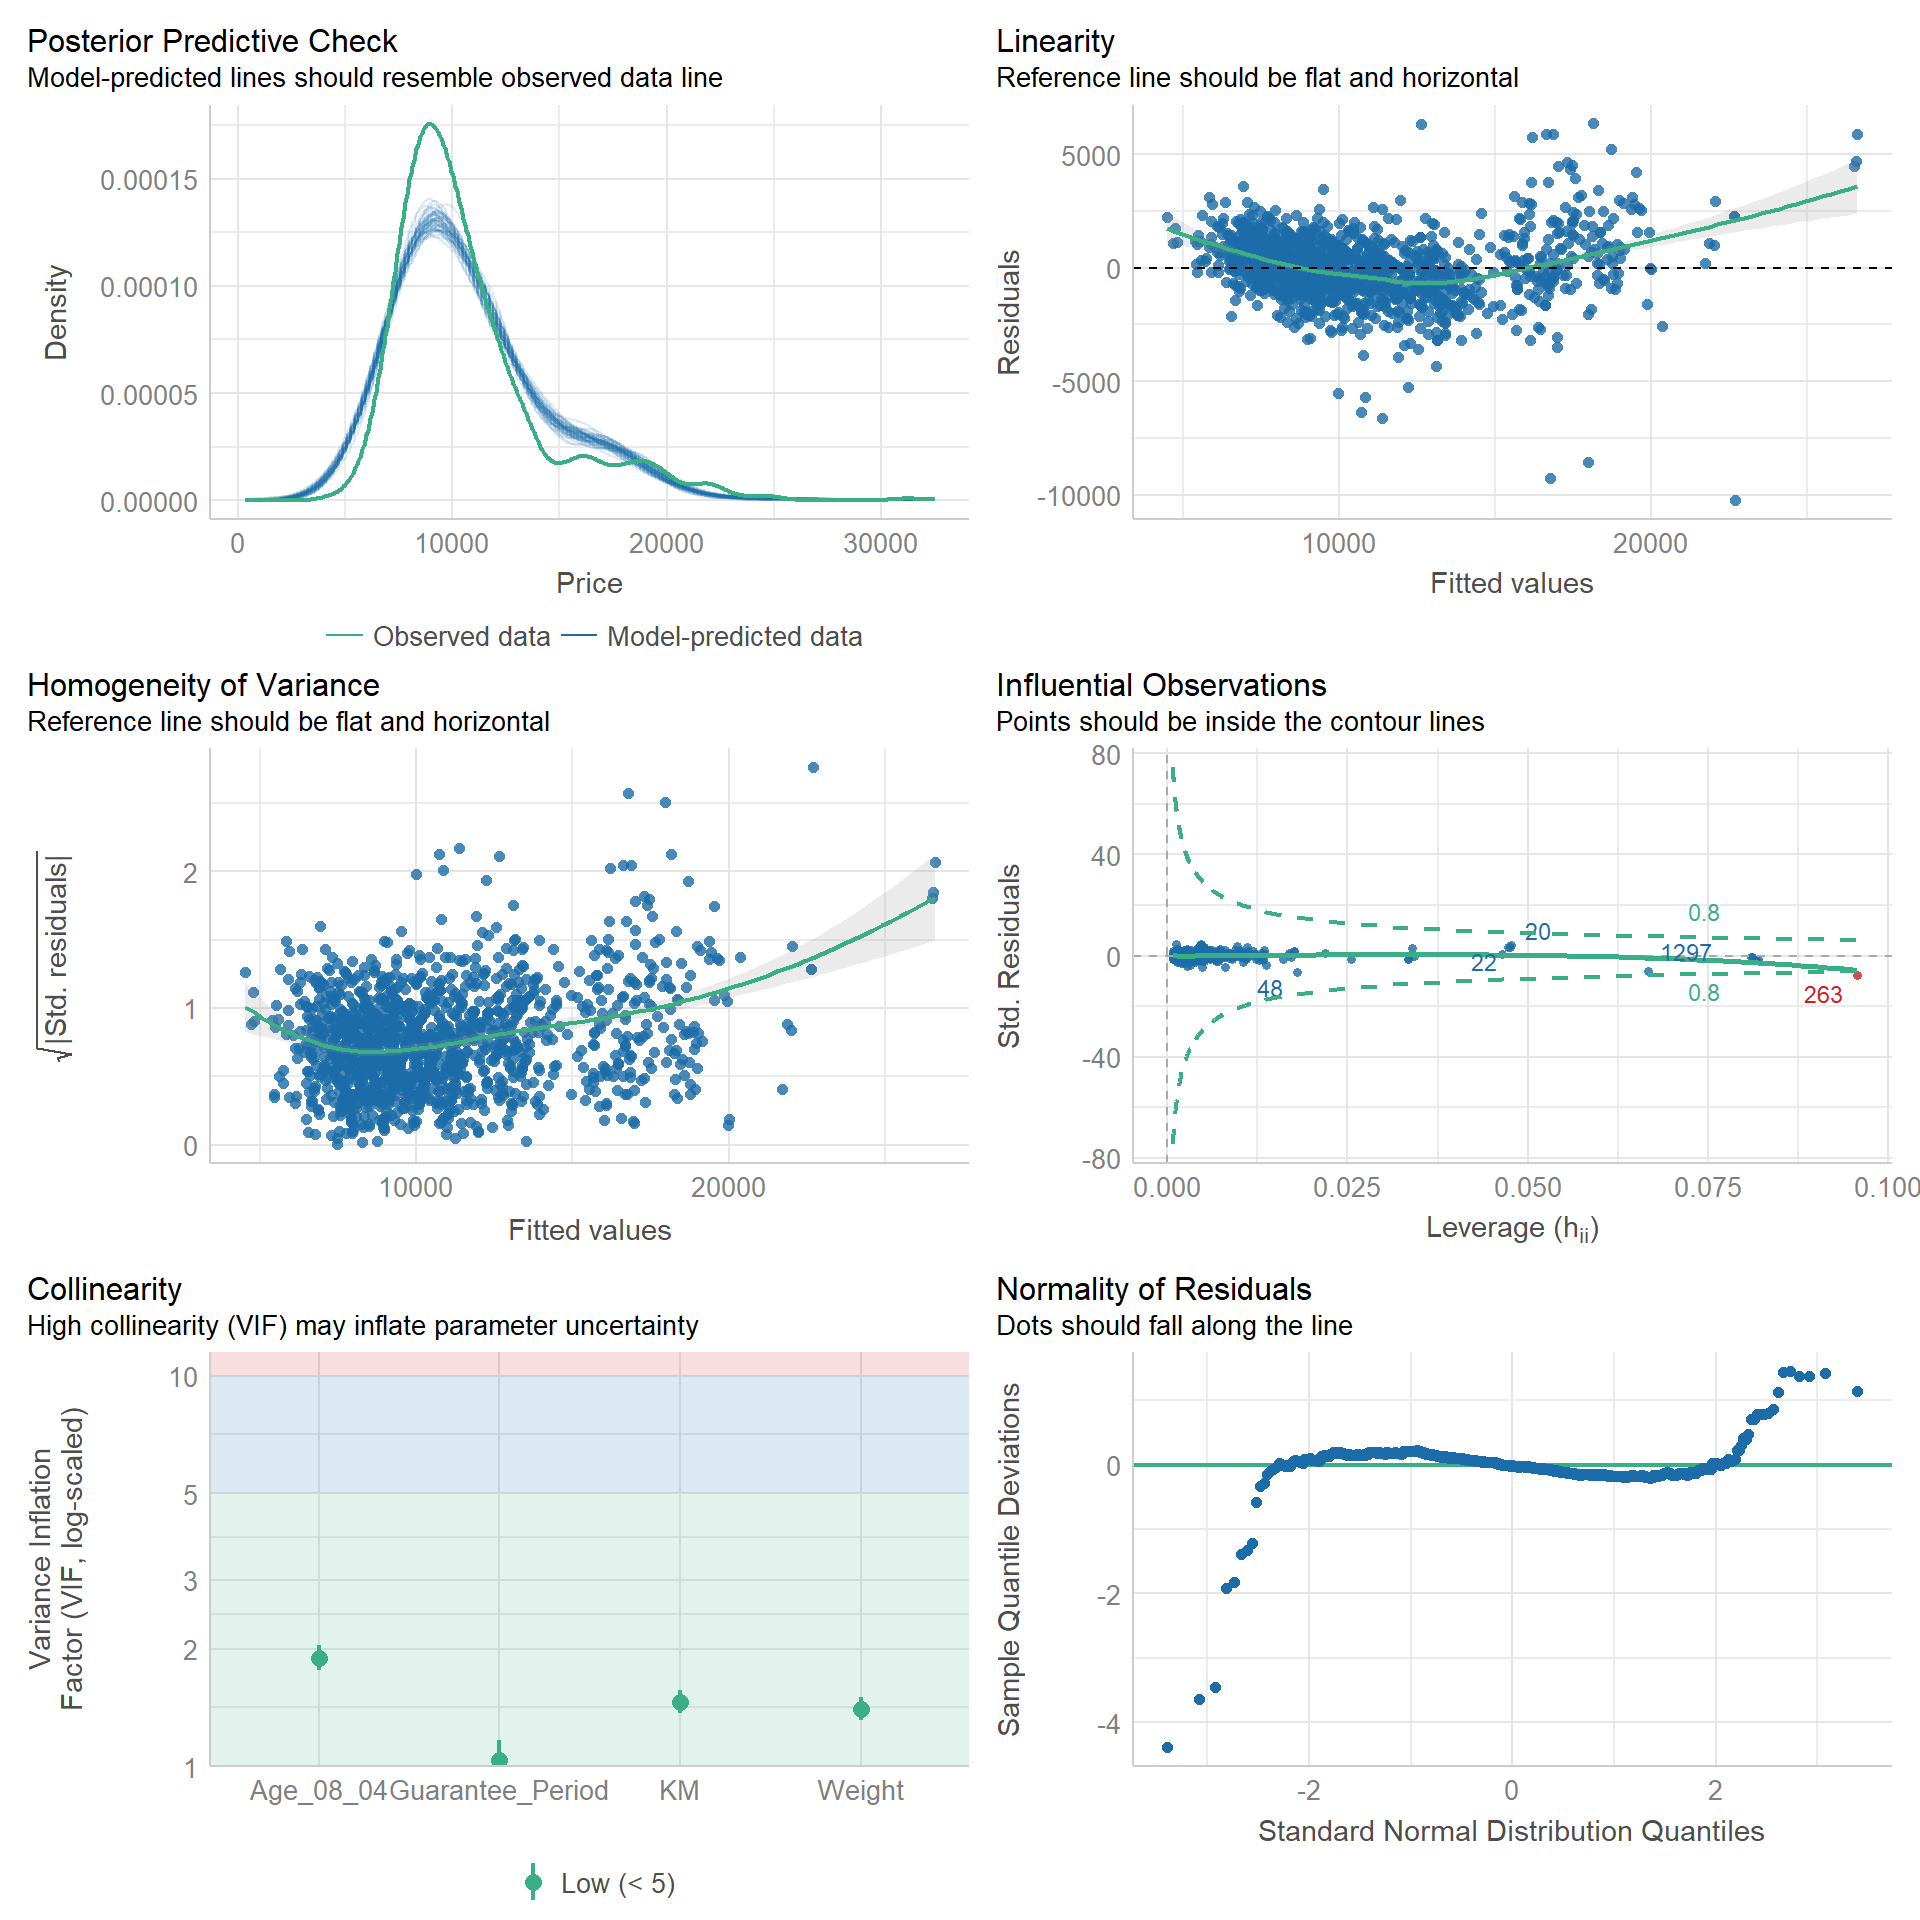 Posterior Predictive Check
Model-predicted lines should resemble observed data line
0.00015
0.00010
0.00005
0.00000
Density
0
10000
20000
30000
Price
Observed data
Model-predicted data
Linearity
Reference line should be flat and horizontal
5000
0
-5000
-10000
Residuals
10000
20000
Fitted values
Homogeneity of Variance
Reference line should be flat and horizontal
2
1
0
√|Std. residuals|
10000
20000
Fitted values
Influential Observations
Points should be inside the contour lines
80
40
0
-40
-80
Std. Residuals
0.8
20
1297
22
48
0.8
263
0.000
0.025
0.050
0.075
0.100
Leverage (hii)
Collinearity
High collinearity (VIF) may inflate parameter uncertainty
10
5
3
2
1
Variance Inflation
Factor (VIF, log-scaled)
Age_08_04
Guarantee_Period
KM
Weight
Low (< 5)
Normality of Residuals
Dots should fall along the line
0
-2
-4
Sample Quantile Deviations
-2
0
2
Standard Normal Distribution Quantiles